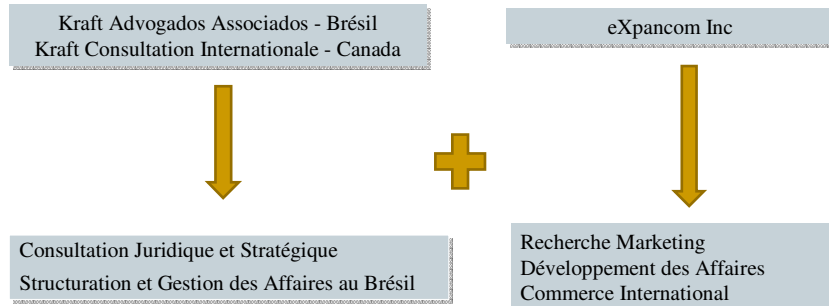 Kraft Advogados Associados - Brésil
Kraft Consultation Internationale - Canada
eXpancom Inc
Consultation Juridique et Stratégique
Structuration et Gestion des Affaires au Brésil
Recherche Marketing
Développement des Affaires
Commerce International